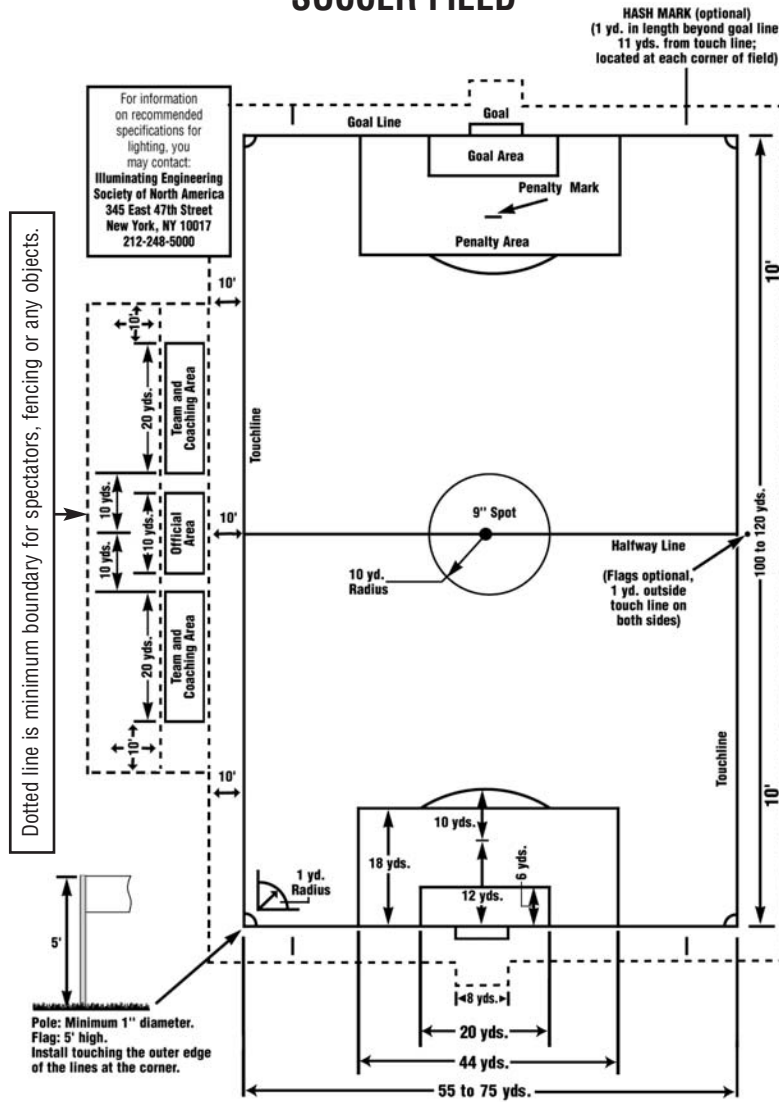 SOCCER FIELD
HASH MARK (optional)
(1 yd. in length beyond goal line
11 yds. from touch line;
located at each corner of field)
For information
on recommended
specifications for
lighting, you
may contact:
Illuminating Engineering
Society of North America
345 East 47th Street
New York, NY 10017
212-248-5000
Goal Line
Goal
Goal Area
Penalty Mark
Penalty Area
Dotted line is minimum boundary for spectators, fencing or any objects.
10'
10'
10'
20 yds.
Team and
Coaching Area
Touchline
10 yds.
10 yds.
Official
Area
10'
10 yds.
9" Spot
10 yd.
Radius
Halfway Line
(Flags optional,
1 yd. outside
touch line on
both sides)
100 to 120 yds.
20 yds.
Team and
Coaching Area
10'
10'
Touchline
10'
10 yds.
18 yds.
12 yds.
6 yds.
1 yd.
Radius
5'
Pole: Minimum 1" diameter.
Flag: 5' high.
Install touching the outer edge
of the lines at the corner.
8 yds.
20 yds.
44 yds.
55 to 75 yds.